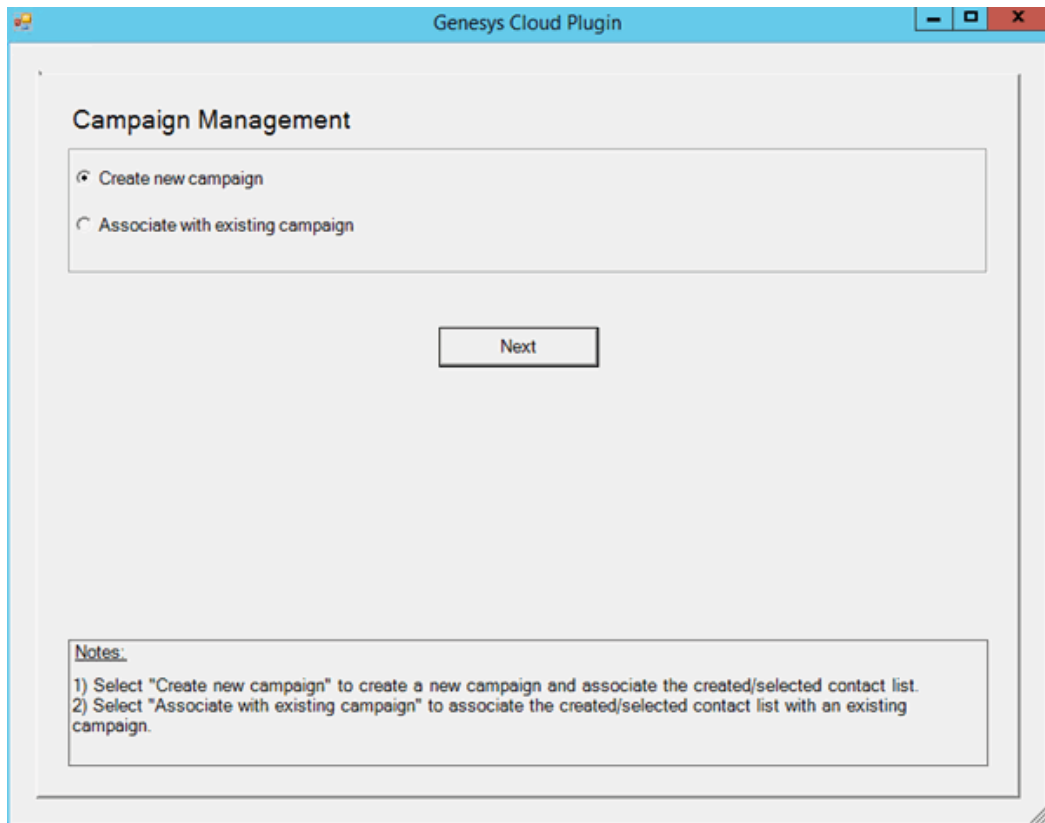 Genesys Cloud Plugin
Campaign Management
Create new campaign
Associate with existing campaign
Next
Notes:
1) Select "Create new campaign" to create a new campaign and associate the created/selected contact list.
2) Select "Associate with existing campaign" to associate the created/selected contact list with an existing
campaign.